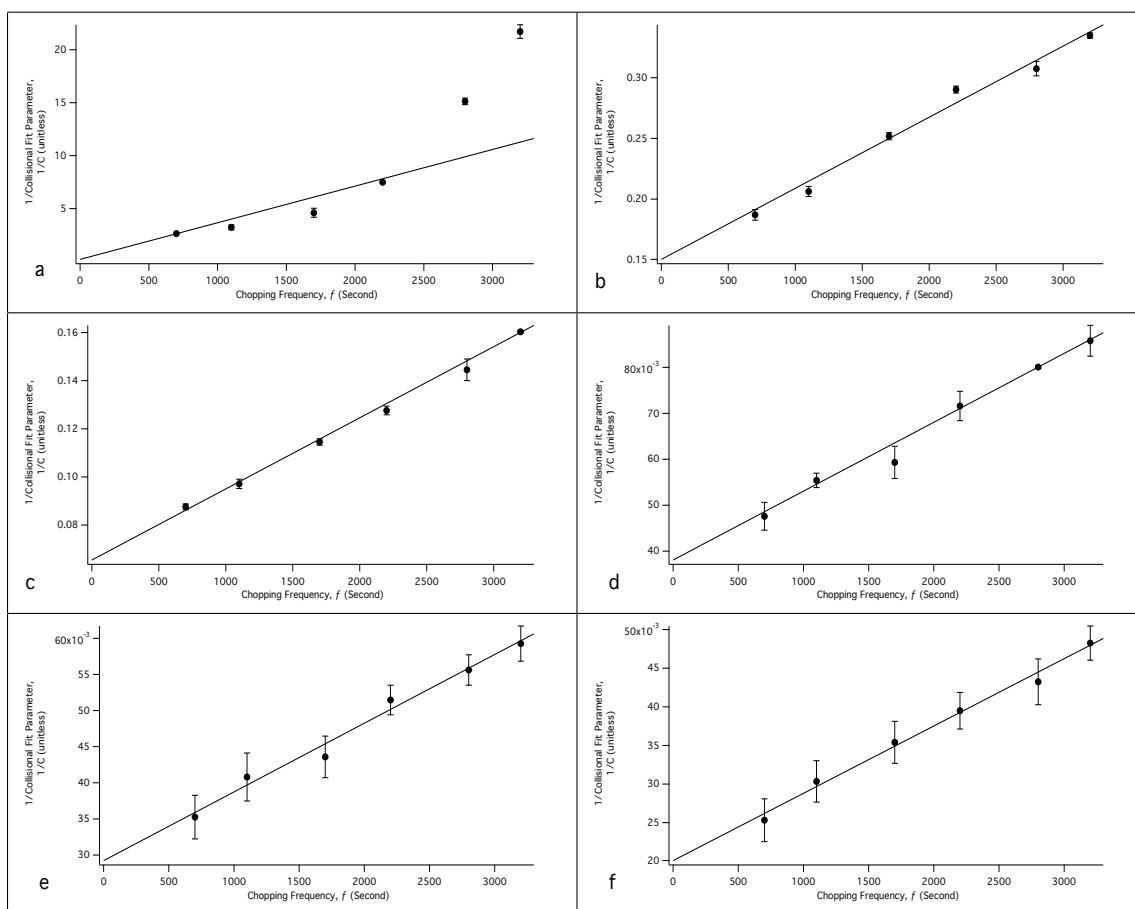 1/Collisional Fit Parameter,
1/C (unitless)
20
15
10
5
0 500 1000 1500 2000 2500 3000
Chopping Frequency, f (Second)
a
1/Collisional Fit Parameter,
1/C (unitless)
0.30
0.25
0.20
0.15
0 500 1000 1500 2000 2500 3000
Chopping Frequency, f (Second)
b
1/Collisional Fit Parameter,
1/C (unitless)
0.16
0.14
0.12
0.10
0.08
0 500 1000 1500 2000 2500 3000
Chopping Frequency, f (Second)
c
1/Collisional Fit Parameter,
1/C (unitless)
80x10⁻³
70
60
50
40
0 500 1000 1500 2000 2500 3000
Chopping Frequency, f (Second)
d
1/Collisional Fit Parameter,
1/C (unitless)
60x10⁻³
55
50
45
40
35
30
0 500 1000 1500 2000 2500 3000
Chopping Frequency, f (Second)
e
1/Collisional Fit Parameter,
1/C (unitless)
50x10⁻³
45
40
35
30
25
20
0 500 1000 1500 2000 2500 3000
Chopping Frequency, f (Second)
f